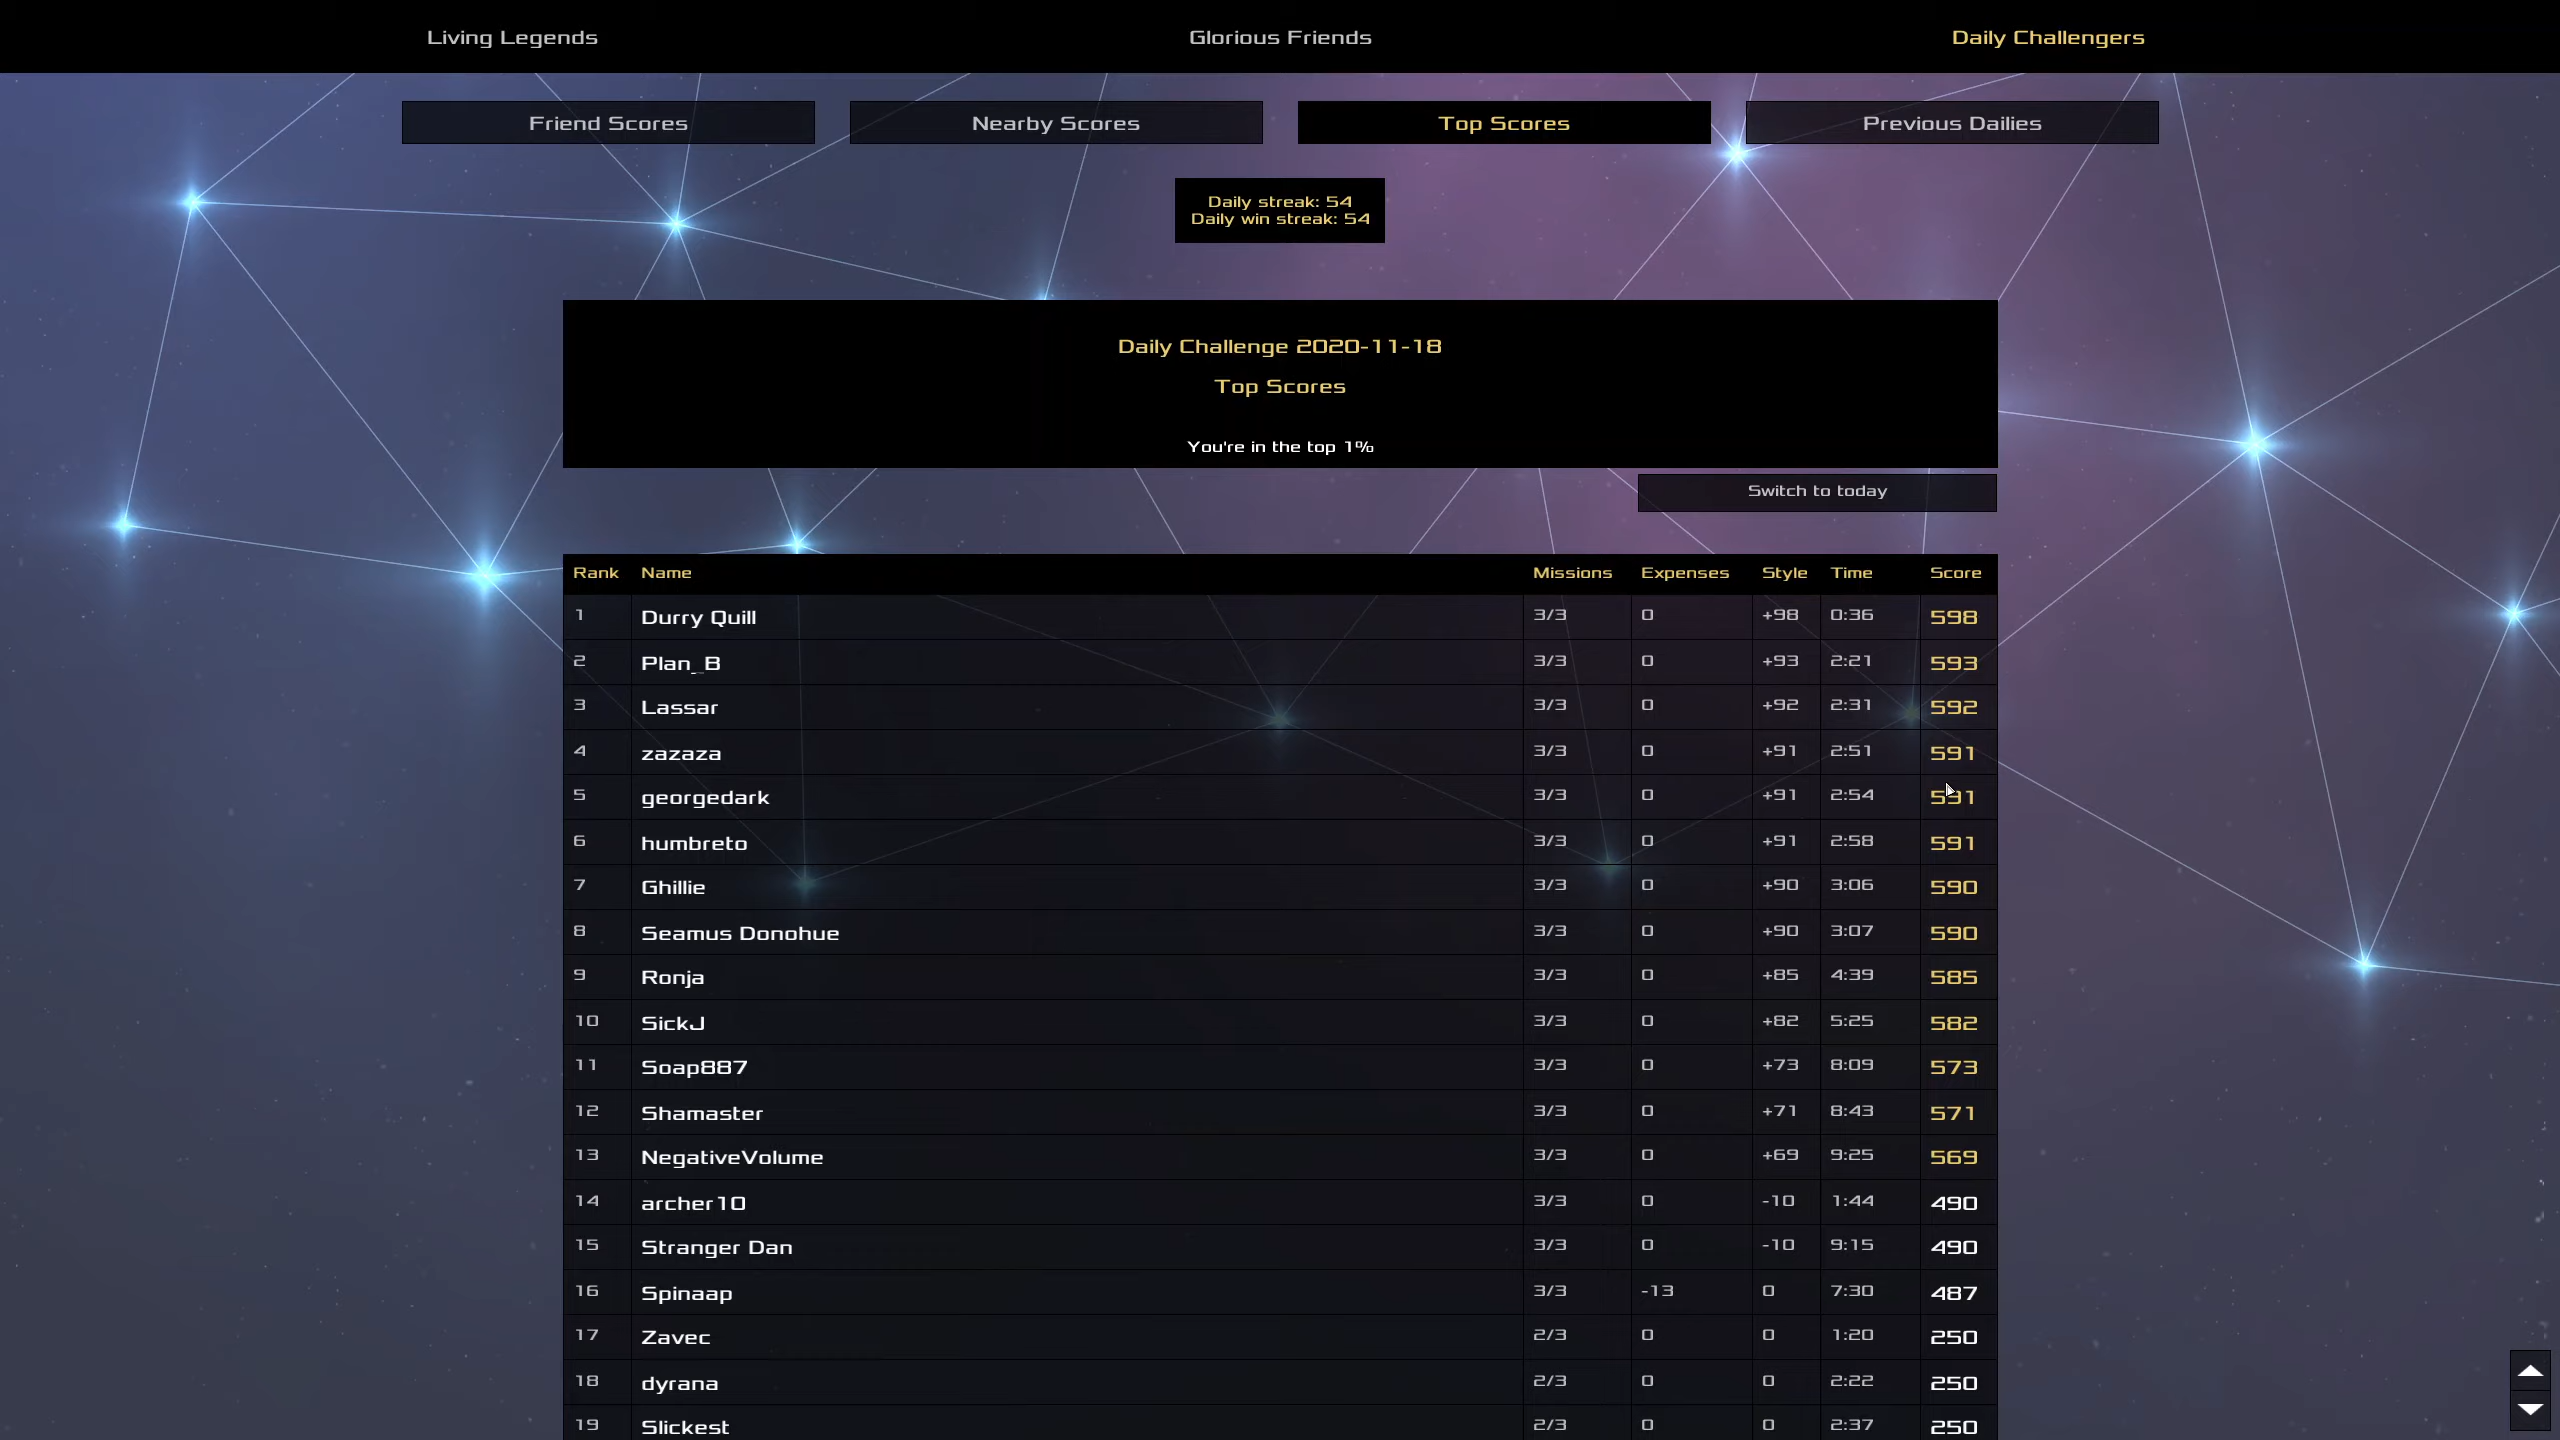 Living Legends Glorious Friends Daily Challengers
Friend Scores Nearby Scores Top Scores Previous Dailies
Daily streak: 54
Daily win streak: 54
Daily Challenge 2020-11-18
Top Scores
You're in the top 1%
Switch to today
Rank Name Missions Expenses Style Time Score
1 Durry Quill 3/3 0 +98 0:36 598
2 Plan_B 3/3 0 +93 2:21 593
3 Lassar 3/3 0 +92 2:31 592
4 zazaza 3/3 0 +91 2:51 591
5 georgedark 3/3 0 +91 2:54 591
6 humbreto 3/3 0 +91 2:58 591
7 Ghillie 3/3 0 +90 3:06 590
8 Seamus Donohue 3/3 0 +90 3:07 590
9 Ronja 3/3 0 +85 4:39 585
10 SickJ 3/3 0 +82 5:25 582
11 Soap887 3/3 0 +73 8:09 573
12 Shamaster 3/3 0 +71 8:43 571
13 NegativeVolume 3/3 0 +69 9:25 569
14 archer10 3/3 0 -10 1:44 490
15 Stranger Dan 3/3 0 -10 9:15 490
16 Spinaap 3/3 -13 0 7:30 487
17 Zavec 2/3 0 0 1:20 250
18 dyrana 2/3 0 0 2:22 250
19 Slickest 2/3 0 0 2:37 250